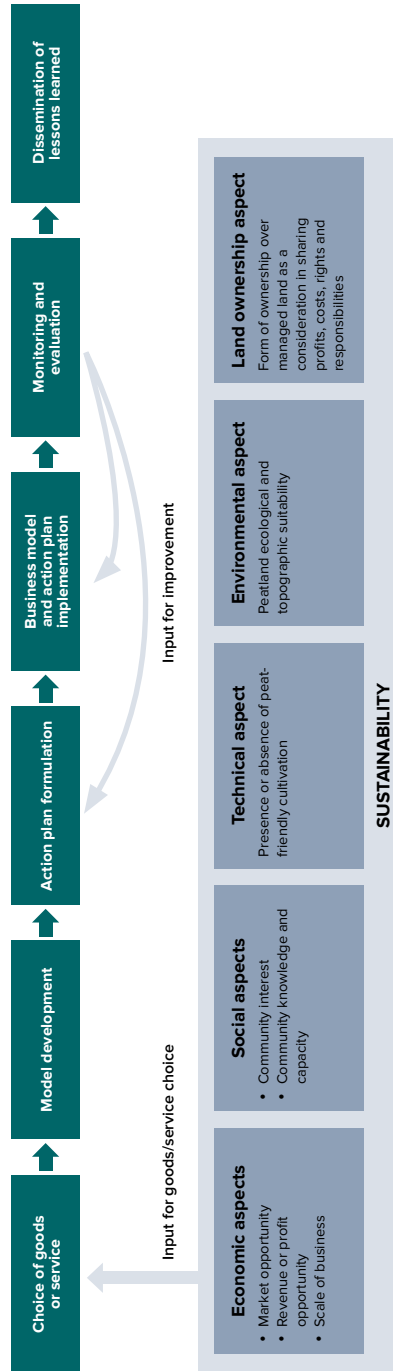 Choice of goods
or service
Model development
Action plan formulation
Business model
and action plan
implementation
Monitoring and
evaluation
Dissemination of
lessons learned
Input for goods/service choice
Input for improvement
Economic aspects
• Market opportunity
• Revenue or profit
opportunity
• Scale of business
Social aspects
• Community interest
• Community knowledge and
capacity
Technical aspect
Presence or absence of peat-
friendly cultivation
Environmental aspect
Peatland ecological and
topographic suitability
Land ownership aspect
Form of ownership over
managed land as a
consideration in sharing
profits, costs, rights and
responsibilities
SUSTAINABILITY